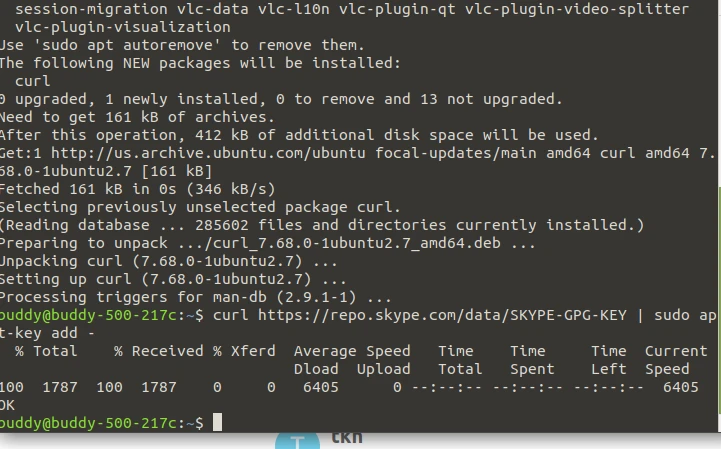 session-migration vlc-data vlc-l10n vlc-plugin-qt vlc-plugin-video-splitter
vlc-plugin-visualization
Use 'sudo apt autoremove' to remove them.
The following NEW packages will be installed:
curl
0 upgraded, 1 newly installed, 0 to remove and 13 not upgraded.
Need to get 161 kB of archives.
After this operation, 412 kB of additional disk space will be used.
Get:1 http://us.archive.ubuntu.com/ubuntu focal-updates/main amd64 curl amd64 7.
68.0-1ubuntu2.7 [161 kB]
Fetched 161 kB in 0s (346 kB/s)
Selecting previously unselected package curl.
(Reading database ... 285602 files and directories currently installed.)
Preparing to unpack .../curl_7.68.0-1ubuntu2.7_amd64.deb ...
Unpacking curl (7.68.0-1ubuntu2.7) ...
Setting up curl (7.68.0-1ubuntu2.7) ...
Processing triggers for man-db (2.9.1-1) ...
buddy@buddy-500-217c:~$ curl https://repo.skype.com/data/SKYPE-GPG-KEY | sudo ap
t-key add -
% Total % Received % Xferd Average Speed Time Time Time Current
Dload Upload Total Spent Left Speed
100 1787 100 1787 0 0 6405 0 --:--:-- --:--:-- --:--:-- 6405
OK
buddy@buddy-500-217c:~$
T tkn